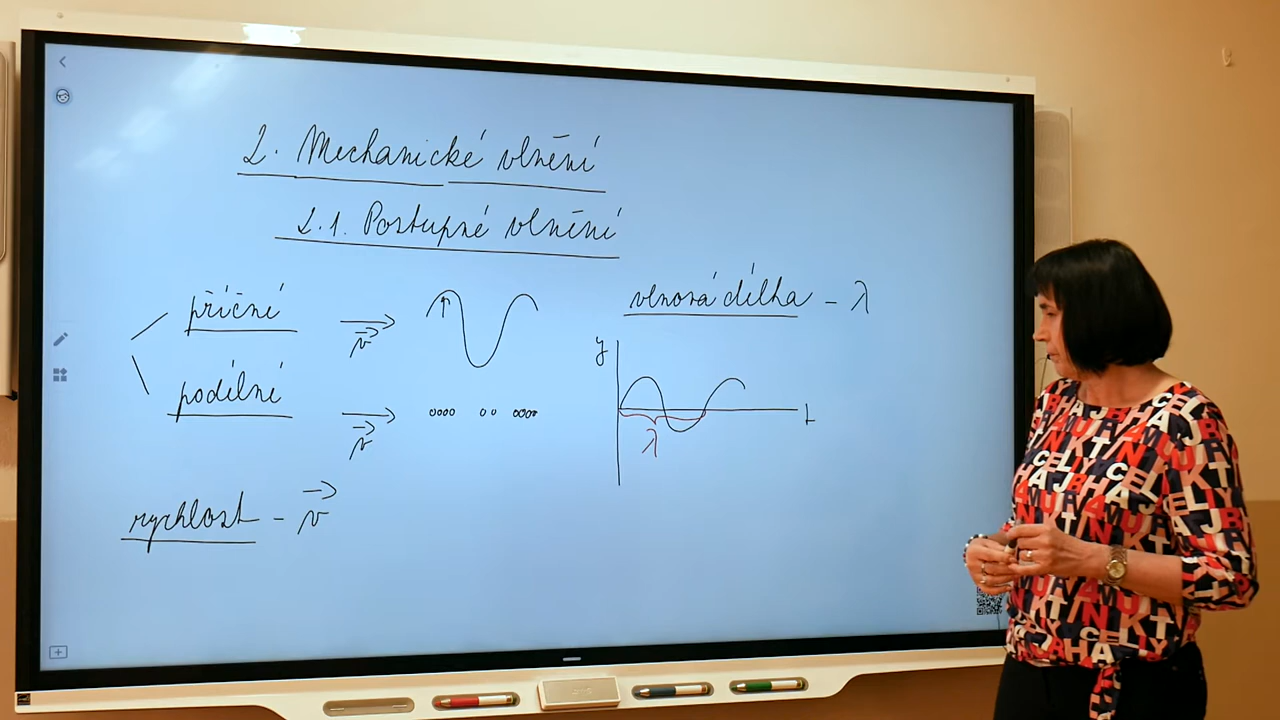 2. Mechanické vlnění
2.1. Postupné vlnění
příčné
v
podélné
v
rychlost - v
vlnová délka - λ
y
t
λ